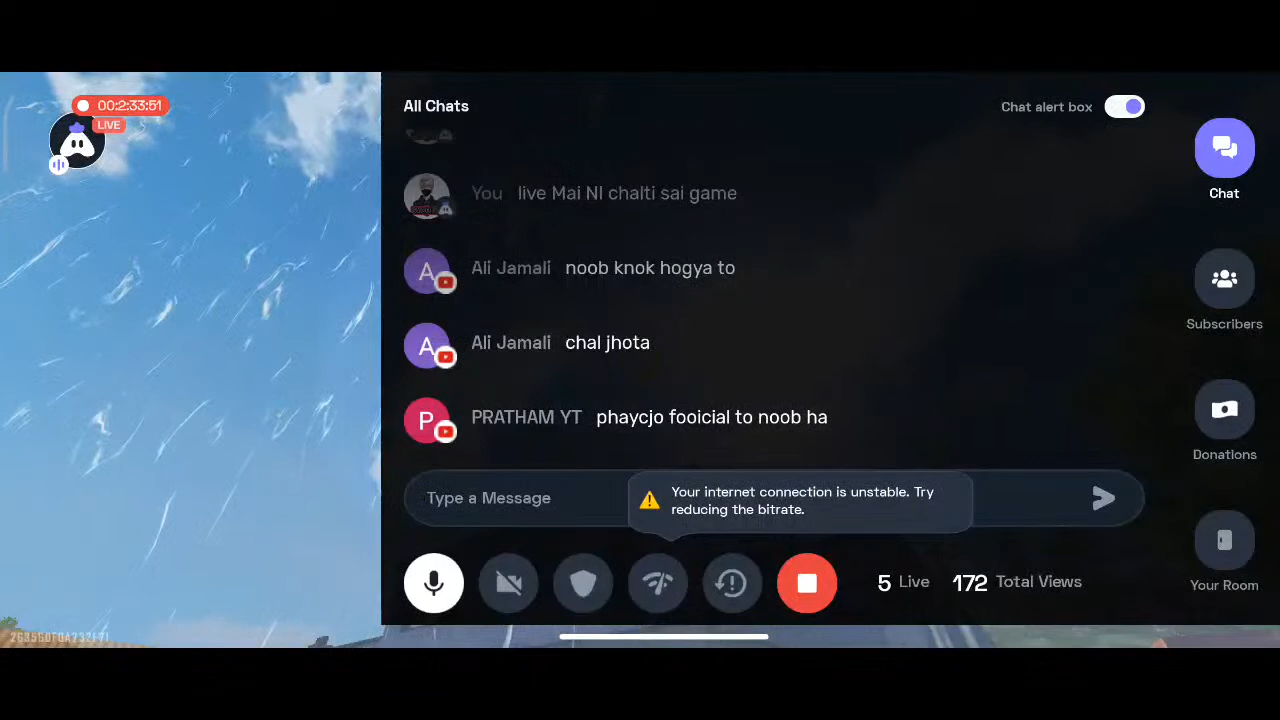 00:2:33:51
LIVE
All Chats
Chat alert box
You live Mai NI chalti sai game
Ali Jamali noob knok hogya to
Ali Jamali chal jhota
PRATHAM YT phaycjo fooicial to noob ha
Type a Message
Your internet connection is unstable. Try
reducing the bitrate.
5 Live 172 Total Views
Chat
Subscribers
Donations
Your Room
A
A
P